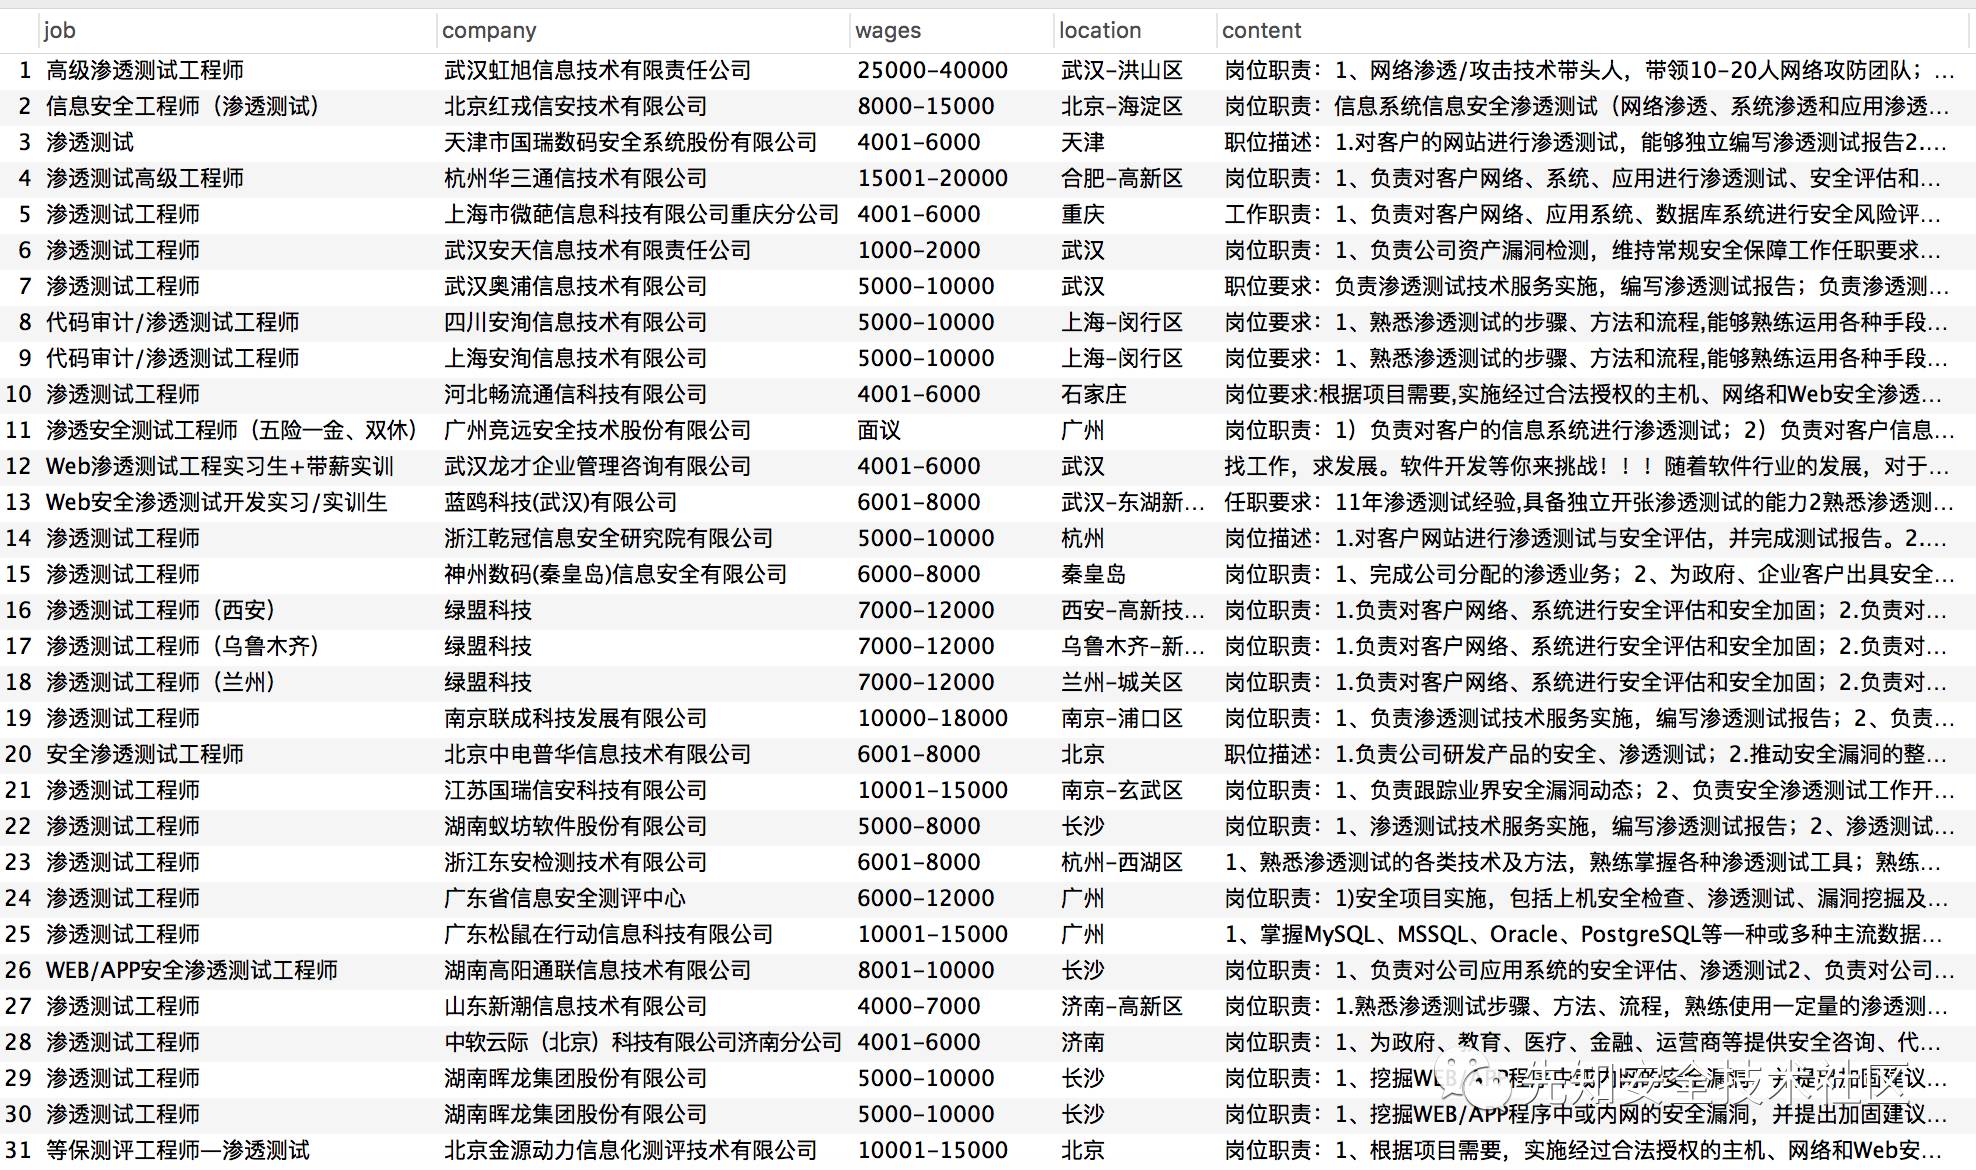 job company wages location content
1 高级渗透测试工程师 武汉虹旭信息技术有限责任公司 25000-40000 武汉-洪山区 岗位职责：1、网络渗透/攻击技术带头人，带领10-20人网络攻防团队；...
2 信息安全工程师（渗透测试） 北京红戎信安技术有限公司 8000-15000 北京-海淀区 岗位职责：信息系统信息安全渗透测试（网络渗透、系统渗透和应用渗透...
3 渗透测试 天津市国瑞数码安全系统股份有限公司 4001-6000 天津 职位描述：1.对客户的网站进行渗透测试，能够独立编写渗透测试报告2....
4 渗透测试高级工程师 杭州华三通信技术有限公司 15001-20000 合肥-高新区 岗位职责：1、负责对客户网络、系统、应用进行渗透测试、安全评估和...
5 渗透测试工程师 上海市微葩信息科技有限公司重庆分公司 4001-6000 重庆 工作职责：1、负责对客户网络、应用系统、数据库系统进行安全风险评...
6 渗透测试工程师 武汉安天信息技术有限责任公司 1000-2000 武汉 岗位职责：1、负责公司资产漏洞检测，维持常规安全保障工作任职要求...
7 渗透测试工程师 武汉奥浦信息技术有限公司 5000-10000 武汉 职位要求：负责渗透测试技术服务实施，编写渗透测试报告；负责渗透测...
8 代码审计/渗透测试工程师 四川安洵信息技术有限公司 5000-10000 上海-闵行区 岗位要求：1、熟悉渗透测试的步骤、方法和流程,能够熟练运用各种手段...
9 代码审计/渗透测试工程师 上海安洵信息技术有限公司 5000-10000 上海-闵行区 岗位要求：1、熟悉渗透测试的步骤、方法和流程,能够熟练运用各种手段...
10 渗透测试工程师 河北畅流通信科技有限公司 4001-6000 石家庄 岗位要求:根据项目需要,实施经过合法授权的主机、网络和Web安全渗透...
11 渗透安全测试工程师（五险一金、双休） 广州竞远安全技术股份有限公司 面议 广州 岗位职责：1）负责对客户的信息系统进行渗透测试；2）负责对客户信息...
12 Web渗透测试工程实习生+带薪实训 武汉龙才企业管理咨询有限公司 4001-6000 武汉 找工作，求发展。软件开发等你来挑战！！！随着软件行业的发展，对于...
13 Web安全渗透测试开发实习/实训生 蓝鸥科技(武汉)有限公司 6001-8000 武汉-东湖新... 任职要求：11年渗透测试经验,具备独立开张渗透测试的能力2熟悉渗透测...
14 渗透测试工程师 浙江乾冠信息安全研究院有限公司 5000-10000 杭州 岗位描述：1.对客户网站进行渗透测试与安全评估，并完成测试报告。2....
15 渗透测试工程师 神州数码(秦皇岛)信息安全有限公司 6000-8000 秦皇岛 岗位职责：1、完成公司分配的渗透业务；2、为政府、企业客户出具安全...
16 渗透测试工程师（西安） 绿盟科技 7000-12000 西安-高新技... 岗位职责：1.负责对客户网络、系统进行安全评估和安全加固；2.负责对...
17 渗透测试工程师（乌鲁木齐） 绿盟科技 7000-12000 乌鲁木齐-新... 岗位职责：1.负责对客户网络、系统进行安全评估和安全加固；2.负责对...
18 渗透测试工程师（兰州） 绿盟科技 7000-12000 兰州-城关区 岗位职责：1.负责对客户网络、系统进行安全评估和安全加固；2.负责对...
19 渗透测试工程师 南京联成科技发展有限公司 10000-18000 南京-浦口区 岗位职责：1、负责渗透测试技术服务实施，编写渗透测试报告；2、负责...
20 安全渗透测试工程师 北京中电普华信息技术有限公司 6001-8000 北京 职位描述：1.负责公司研发产品的安全、渗透测试；2.推动安全漏洞的整...
21 渗透测试工程师 江苏国瑞信安科技有限公司 10001-15000 南京-玄武区 岗位职责：1、负责跟踪业界安全漏洞动态；2、负责安全渗透测试工作开...
22 渗透测试工程师 湖南蚁坊软件股份有限公司 5000-8000 长沙 岗位职责：1、渗透测试技术服务实施，编写渗透测试报告；2、渗透测试...
23 渗透测试工程师 浙江东安检测技术有限公司 6001-8000 杭州-西湖区 1、熟悉渗透测试的各类技术及方法，熟练掌握各种渗透测试工具；熟练...
24 渗透测试工程师 广东省信息安全测评中心 6000-12000 广州 岗位职责：1)安全项目实施，包括上机安全检查、渗透测试、漏洞挖掘及...
25 渗透测试工程师 广东松鼠在行动信息科技有限公司 10001-15000 广州 1、掌握MySQL、MSSQL、Oracle、PostgreSQL等一种或多种主流数据...
26 WEB/APP安全渗透测试工程师 湖南高阳通联信息技术有限公司 8001-10000 长沙 岗位职责：1、负责对公司应用系统的安全评估、渗透测试2、负责对公司...
27 渗透测试工程师 山东新潮信息技术有限公司 4000-7000 济南-高新区 岗位职责：1.熟悉渗透测试步骤、方法、流程，熟练使用一定量的渗透测...
28 渗透测试工程师 中软云际（北京）科技有限公司济南分公司 4001-6000 济南 岗位职责：1、为政府、教育、医疗、金融、运营商等提供安全咨询、代...
29 渗透测试工程师 湖南晖龙集团股份有限公司 5000-10000 长沙 岗位职责：1、挖掘WEB/APP程序中或内网的安全漏洞，并提出加固建议...
先知安全技术社区
30 渗透测试工程师 湖南晖龙集团股份有限公司 5000-10000 长沙 岗位职责：1、挖掘WEB/APP程序中或内网的安全漏洞，并提出加固建议...
31 等保测评工程师—渗透测试 北京金源动力信息化测评技术有限公司 10001-15000 北京 岗位职责：1、根据项目需要，实施经过合法授权的主机、网络和Web安...